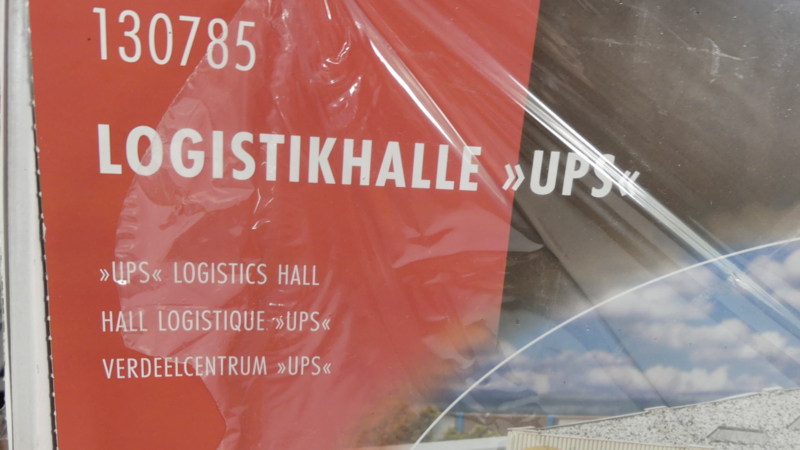 130785
LOGISTIKHALLE »UPS«
»UPS« LOGISTICS HALL
HALL LOGISTIQUE »UPS«
VERDEELCENTRUM »UPS«